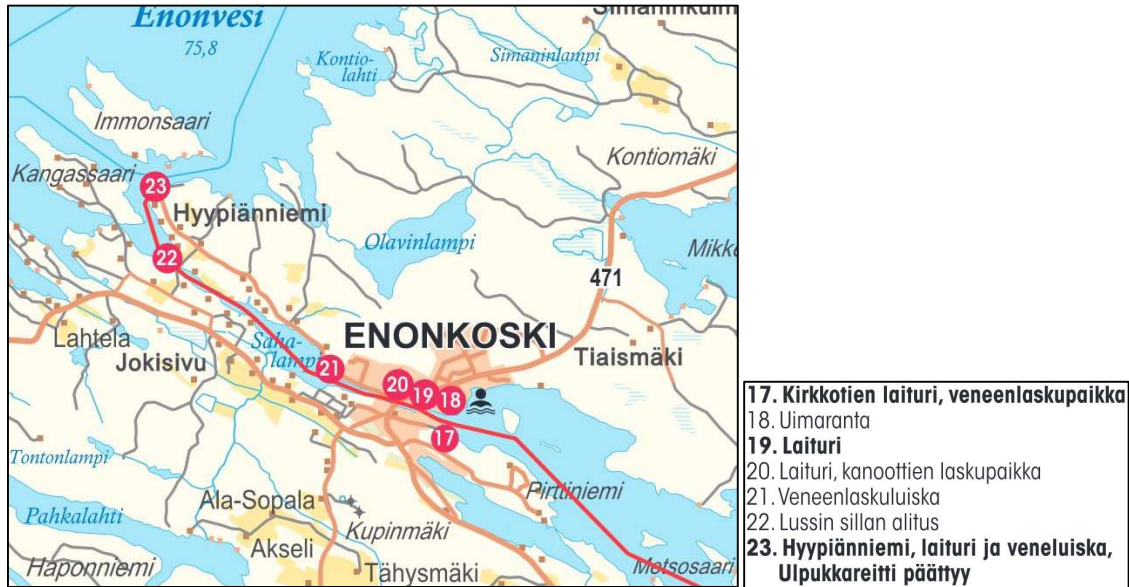 Enonvesi
75,8
Simaninkum
Kontio-
lahti
Simaninlampi
Immonsaari
Kontiomäki
Kangassaari
23
Hyypiänniemi
Olavinlampi
Mikk
22
471
ENONKOSKI
Saha-
lampi
Lahtela
Jokisivu
Tiaismäki
21
20
19
18
17
Tontonlampi
Pirttiniemi
Ala-Sopala
Pahkalahti
Kupinmäki
Akseli
Haponniemi
Tähysmäki
Motsosaari
17. Kirkkotien laituri, veneenlaskupaikka
18. Uimaranta
19. Laituri
20. Laituri, kanoottien laskupaikka
21. Veneenlaskuluiska
22. Lussin sillan alitus
23. Hyypiänniemi, laituri ja veneluiska,
Ulpukkareitti päättyy